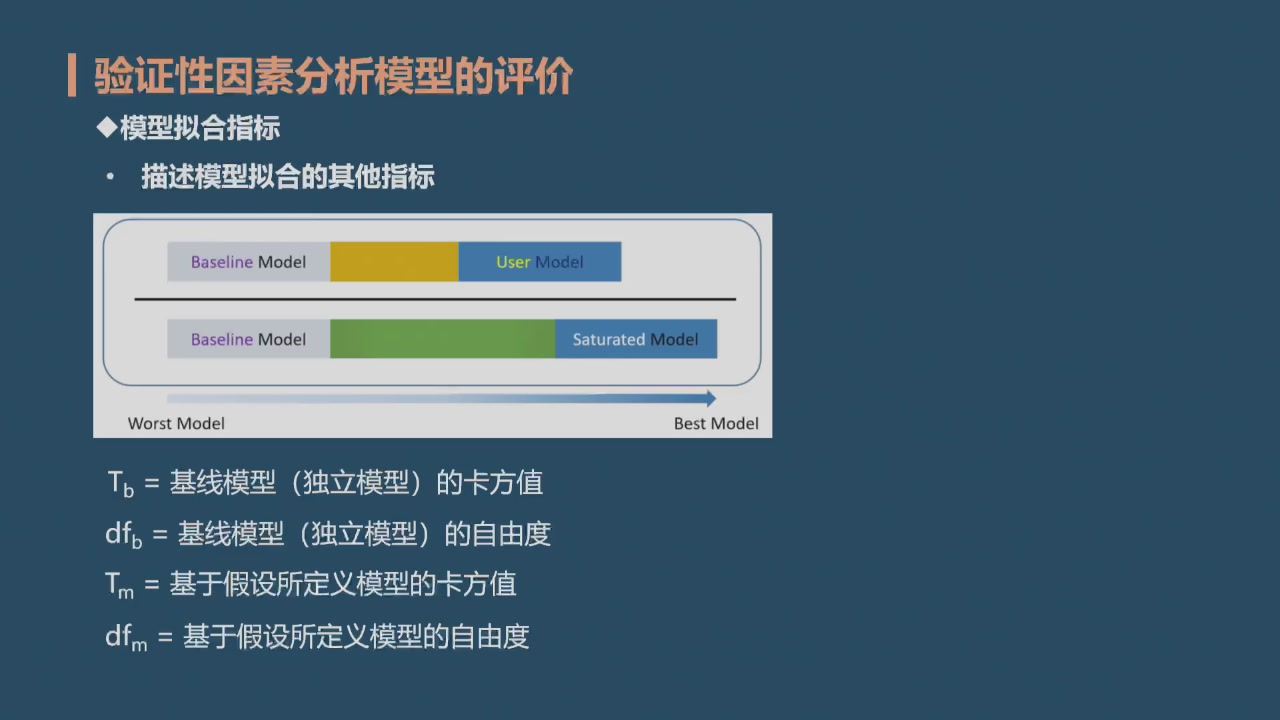 验证性因素分析模型的评价
◆模型拟合指标
• 描述模型拟合的其他指标
Baseline Model User Model
Baseline Model Saturated Model
Worst Model Best Model
T_b = 基线模型（独立模型）的卡方值
df_b = 基线模型（独立模型）的自由度
T_m = 基于假设所定义模型的卡方值
df_m = 基于假设所定义模型的自由度